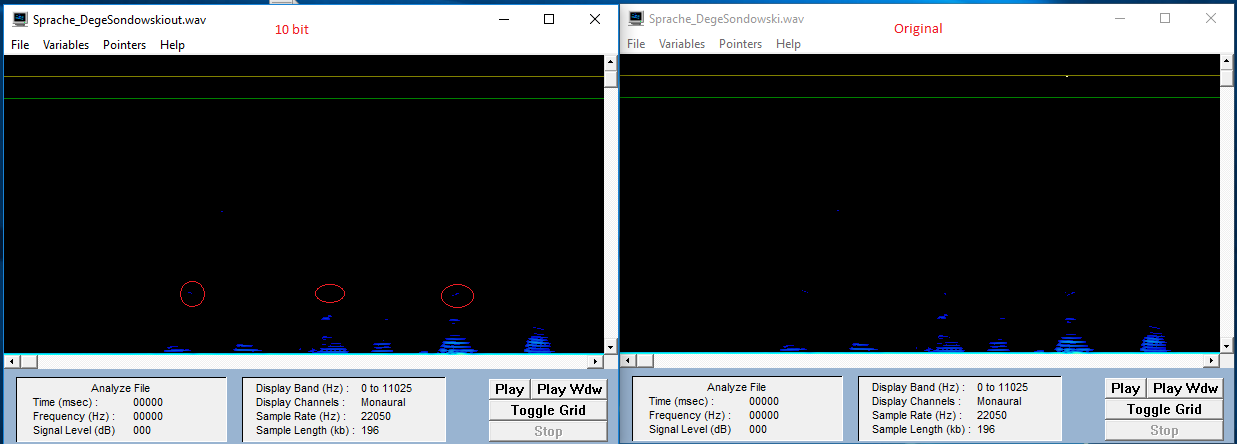 Sprache_DegeSondowskiout.wav
10 bit
File Variables Pointers Help
Analyze File
Time (msec) : 00000
Frequency (Hz) : 00000
Signal Level (dB) 000
Display Band (Hz) : 0 to 11025
Display Channels : Monaural
Sample Rate (Hz) 22050
Sample Length (kb) : 196
Play Play Wdw
Toggle Grid
Stop
Sprache_DegeSondowski.wav
Original
File Variables Pointers Help
Analyze File
Time (msec) : 00000
Frequency (Hz) : 00000
Signal Level (dB) 000
Display Band (Hz) : 0 to 11025
Display Channels : Monaural
Sample Rate (Hz) 22050
Sample Length (kb) : 196
Play Play Wdw
Toggle Grid
Stop